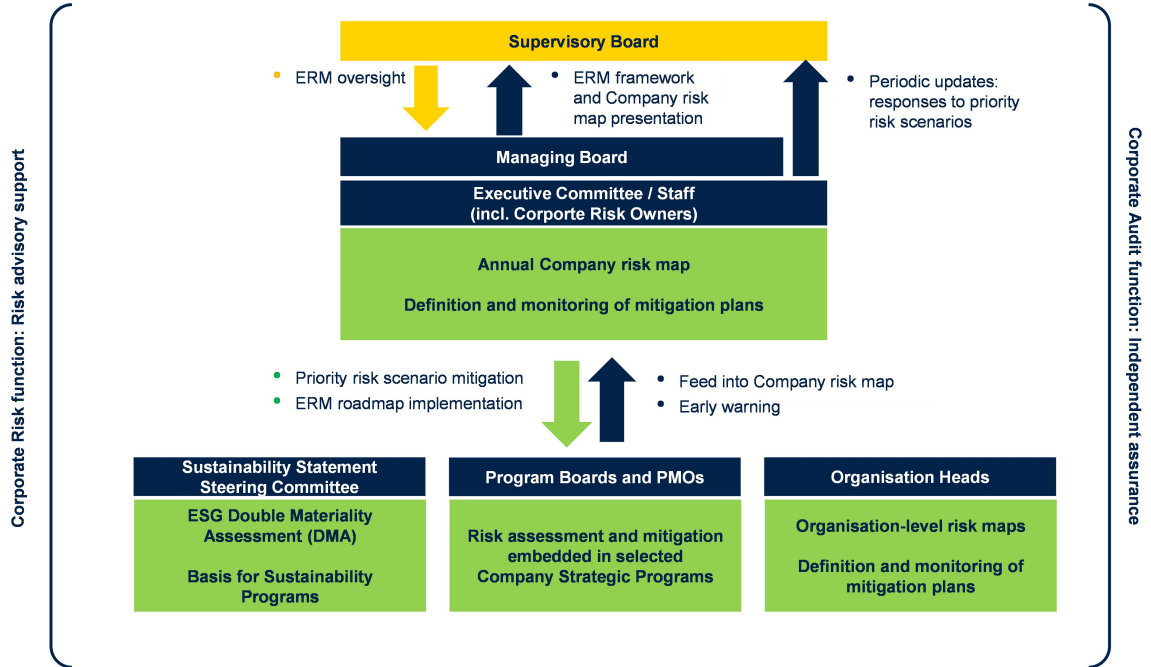 Corporate Risk function: Risk advisory support
Supervisory Board
• ERM oversight
• ERM framework
and Company risk
map presentation
• Periodic updates:
responses to priority
risk scenarios
Managing Board
Executive Committee / Staff
(incl. Corporte Risk Owners)
Annual Company risk map
Definition and monitoring of mitigation plans
• Priority risk scenario mitigation
• ERM roadmap implementation
• Feed into Company risk map
• Early warning
Sustainability Statement
Steering Committee
ESG Double Materiality
Assessment (DMA)
Basis for Sustainability
Programs
Program Boards and PMOs
Risk assessment and mitigation
embedded in selected
Company Strategic Programs
Organisation Heads
Organisation-level risk maps
Definition and monitoring of
mitigation plans
Corporate Audit function: Independent assurance